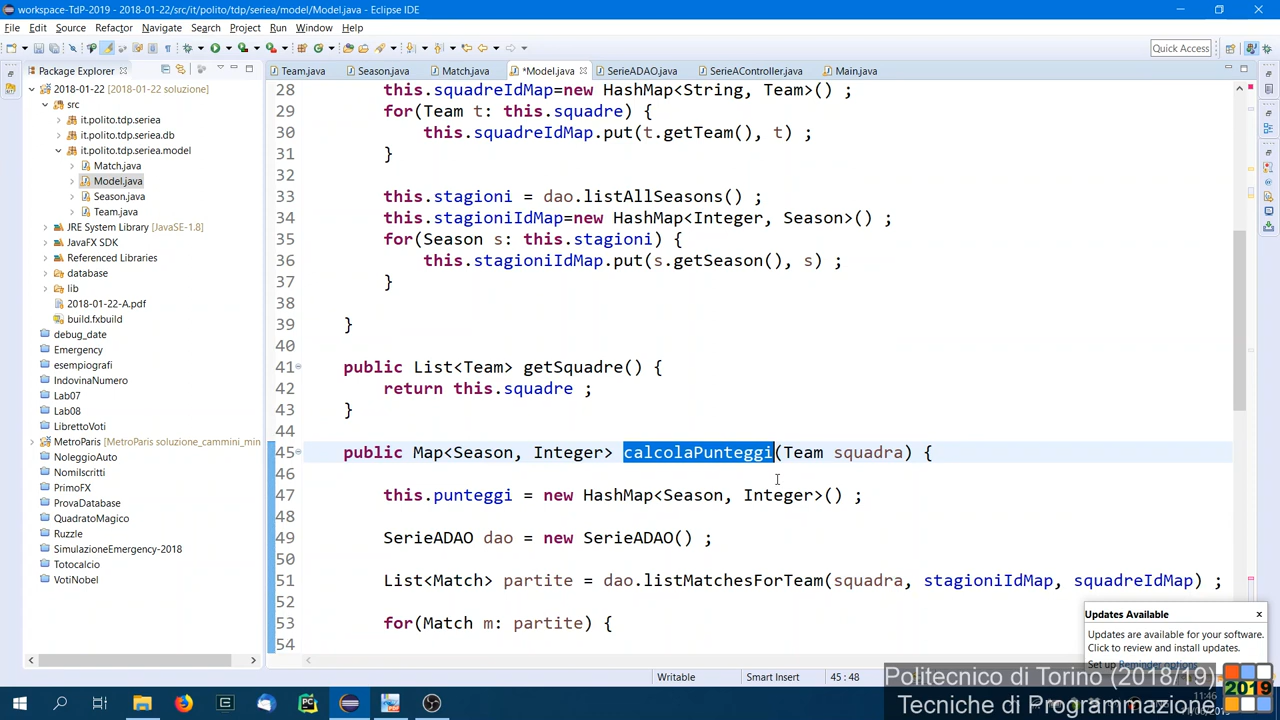 workspace-TdP-2019 - 2018-01-22/src/it/polito/tdp/seriea/model/Model.java - Eclipse IDE
File Edit Source Refactor Navigate Search Project Run Window Help
Quick Access
Package Explorer
Team.java Season.java Match.java *Model.java SerieADAO.java SerieAController.java Main.java
2018-01-22 [2018-01-22 soluzione]
src
it.polito.tdp.seriea
it.polito.tdp.seriea.db
it.polito.tdp.seriea.model
Match.java
Model.java
Season.java
Team.java
JRE System Library [JavaSE-1.8]
JavaFX SDK
Referenced Libraries
database
lib
2018-01-22-A.pdf
build.fxbuild
debug_date
Emergency
esempiografi
IndovinaNumero
Lab07
Lab08
LibrettoVoti
MetroParis [MetroParis soluzione_cammini_min
NoleggioAuto
NomiIscritti
PrimoFX
ProvaDatabase
QuadratoMagico
Ruzzle
SimulazioneEmergency-2018
Totocalcio
VotiNobel
28 this.squadreIdMap=new HashMap<String, Team>() ;
29 for(Team t: this.squadre) {
30 this.squadreIdMap.put(t.getTeam(), t) ;
31 }
32
33 this.stagioni = dao.listAllSeasons() ;
34 this.stagioniIdMap=new HashMap<Integer, Season>() ;
35 for(Season s: this.stagioni) {
36 this.stagioniIdMap.put(s.getSeason(), s) ;
37 }
38
39 }
40
41 public List<Team> getSquadre() {
42 return this.squadre ;
43 }
44
45 public Map<Season, Integer> calcolaPunteggi(Team squadra) {
46
47 this.punteggi = new HashMap<Season, Integer>() ;
48
49 SerieADAO dao = new SerieADAO() ;
50
51 List<Match> partite = dao.listMatchesForTeam(squadra, stagioniIdMap, squadreIdMap) ;
52
53 for(Match m: partite) {
54
Updates Available
Updates are available for your software.
Click to review and install updates.
Set up Reminder options
Writable Smart Insert 45 : 48
Politecnico di Torino (2018/19)
Tecniche di Programmazione
2019
11:46